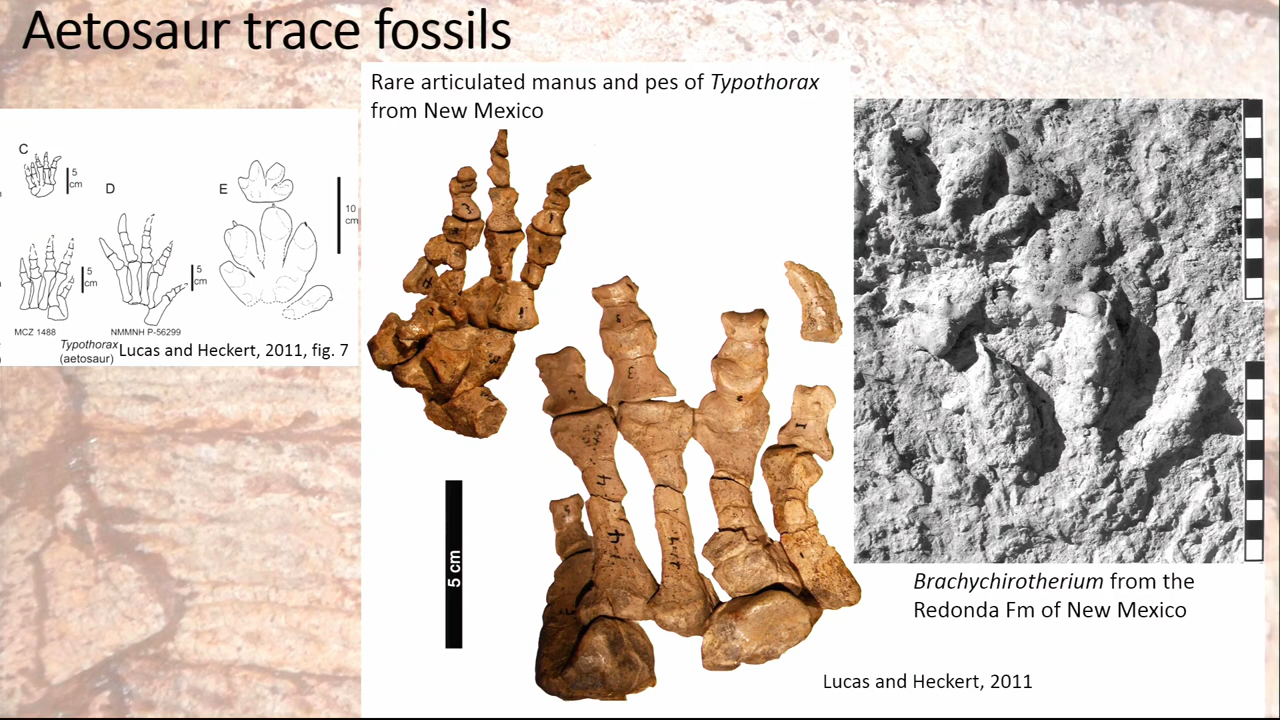 Aetosaur trace fossils
Rare articulated manus and pes of Typothorax
from New Mexico
C
5
cm
D
E
10
cm
5
cm
5
cm
MCZ 1488
NMMNH P-56299
Typothorax
(aetosaur)
Lucas and Heckert, 2011, fig. 7
5 cm
Brachychirotherium from the
Redonda Fm of New Mexico
Lucas and Heckert, 2011